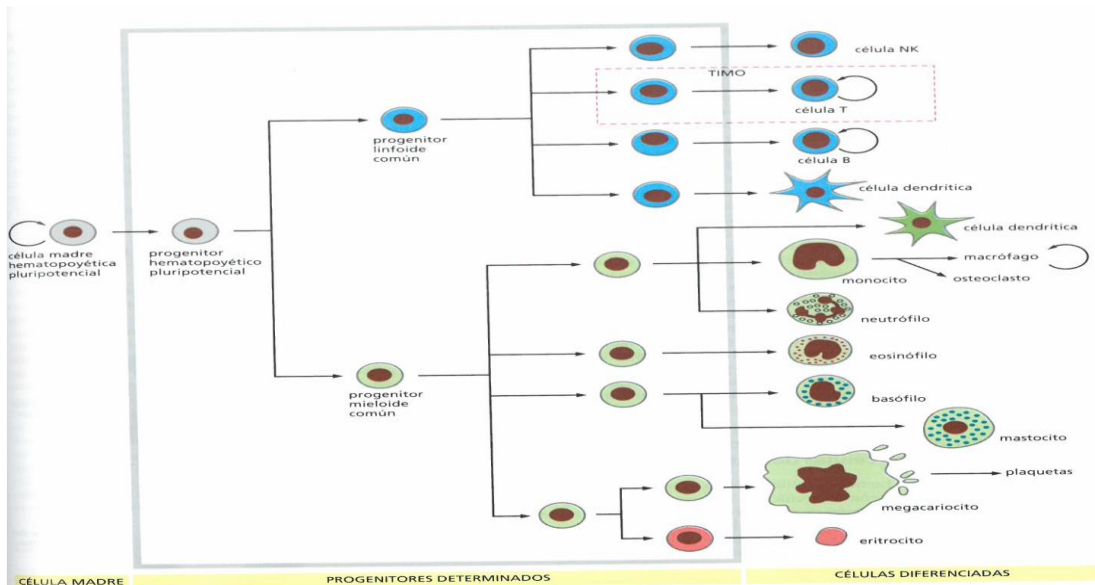 célula NK
TIMO
célula T
progenitor
linfoide
común
célula B
célula dendrítica
célula madre
hematopoyética
pluripotencial
progenitor
hematopoyético
pluripotencial
célula dendrítica
macrófago
monocito
osteoclasto
neutrófilo
eosinófilo
progenitor
mieloide
común
basófilo
mastocito
plaquetas
megacariocito
eritrocito
CÉLULA MADRE
PROGENITORES DETERMINADOS
CÉLULAS DIFERENCIADAS